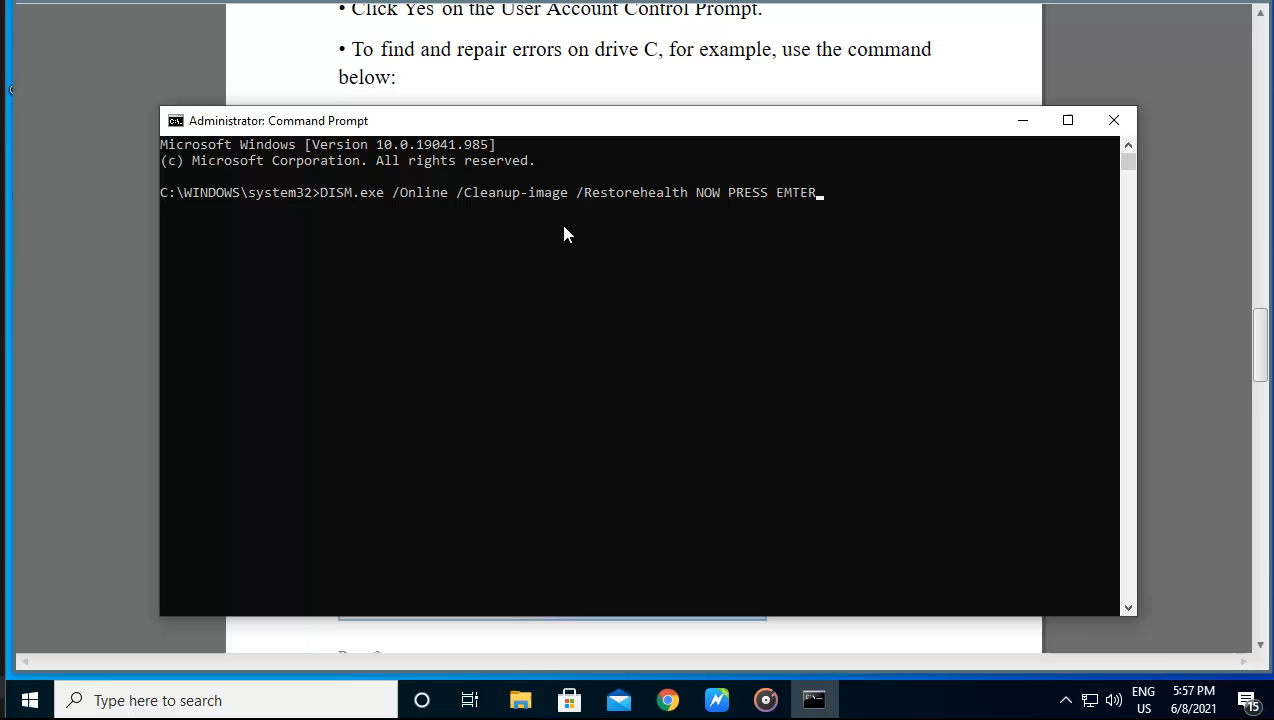 • Click Yes on the User Account Control Prompt.
• To find and repair errors on drive C, for example, use the command
below:
Administrator: Command Prompt
Microsoft Windows [Version 10.0.19041.985]
(c) Microsoft Corporation. All rights reserved.
C:\WINDOWS\system32>DISM.exe /Online /Cleanup-image /Restorehealth NOW PRESS EMTER
Type here to search
ENG
US
5:57 PM
6/8/2021
15